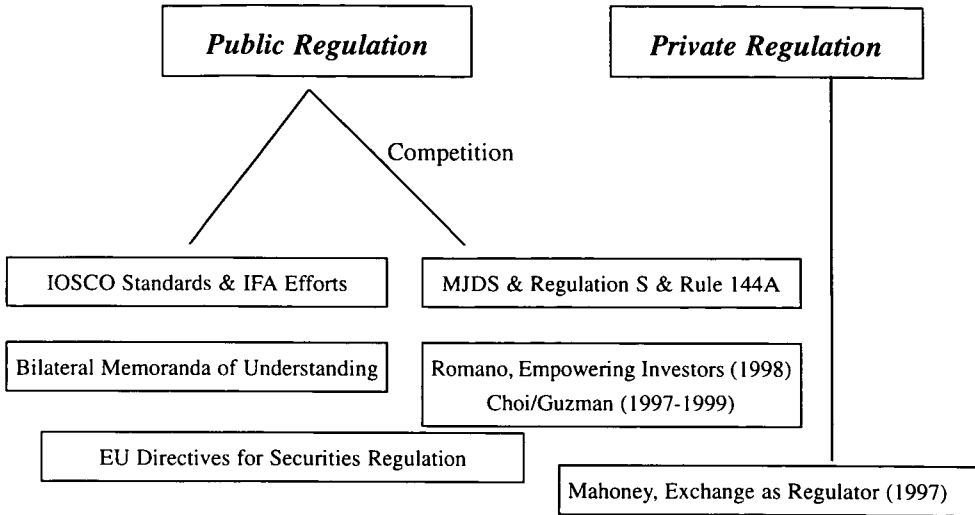 Public Regulation
Private Regulation
Competition
IOSCO Standards & IFA Efforts
MJDS & Regulation S & Rule 144A
Bilateral Memoranda of Understanding
Romano, Empowering Investors (1998)
Choi/Guzman (1997-1999)
EU Directives for Securities Regulation
Mahoney, Exchange as Regulator (1997)